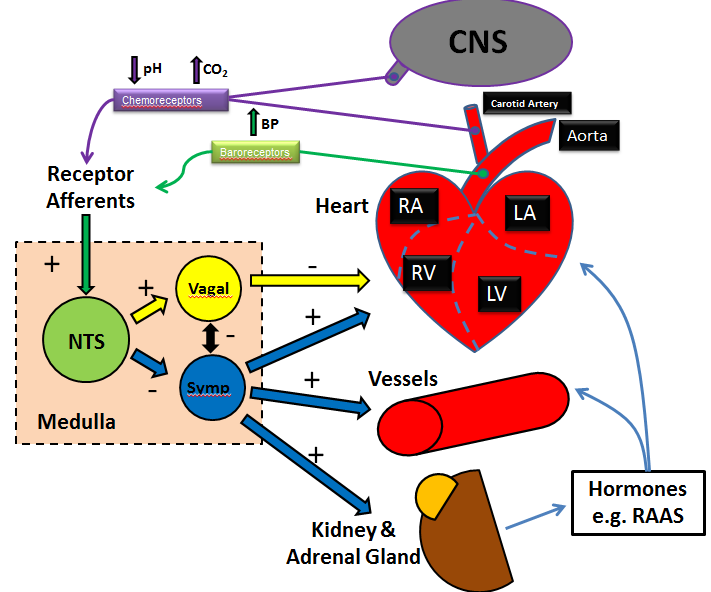 CNS
pH
CO₂
Chemoreceptors
Carotid Artery
BP
Aorta
Baroreceptors
Receptor
Afferents
Heart
RA
LA
RV
LV
+
+
-
Vagal
NTS
-
+
-
Symp
+
Vessels
Medulla
+
Kidney &
Adrenal Gland
Hormones
e.g. RAAS